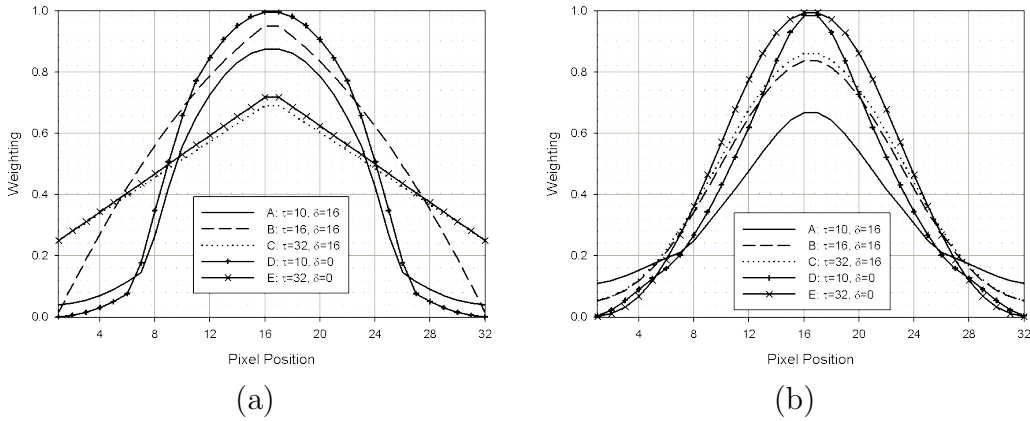 1.0
0.8
0.6
0.4
0.2
0.0
Weighting
4 8 12 16 20 24 28 32
Pixel Position
A: τ=10, δ=16
B: τ=16, δ=16
C: τ=32, δ=16
D: τ=10, δ=0
E: τ=32, δ=0
(a)
1.0
0.8
0.6
0.4
0.2
0.0
Weighting
4 8 12 16 20 24 28 32
Pixel Position
A: τ=10, δ=16
B: τ=16, δ=16
C: τ=32, δ=16
D: τ=10, δ=0
E: τ=32, δ=0
(b)